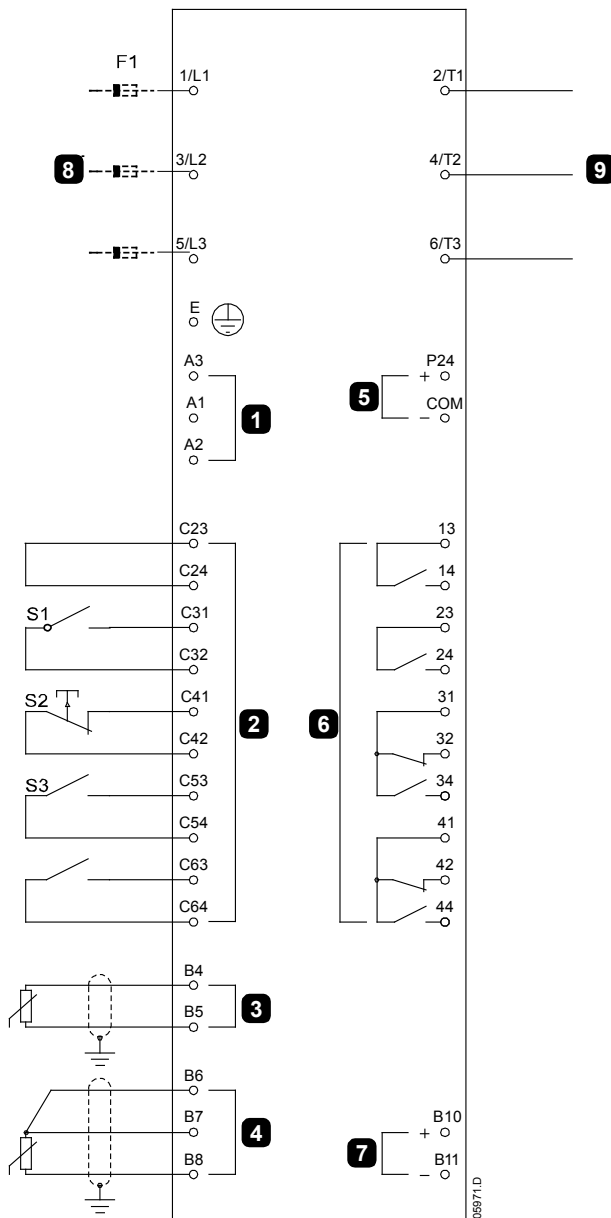 F1
1/L1
2/T1
8
3/L2
4/T2
9
5/L3
6/T3
E
A3
P24
+
5
A1
COM
−
1
A2
C23
13
C24
14
S1
C31
23
C32
24
S2
C41
31
2
6
C42
32
S3
C53
34
C54
41
C63
42
C64
44
B4
3
B5
B6
4
B7
B10
+
7
B8
B11
−
05971.D